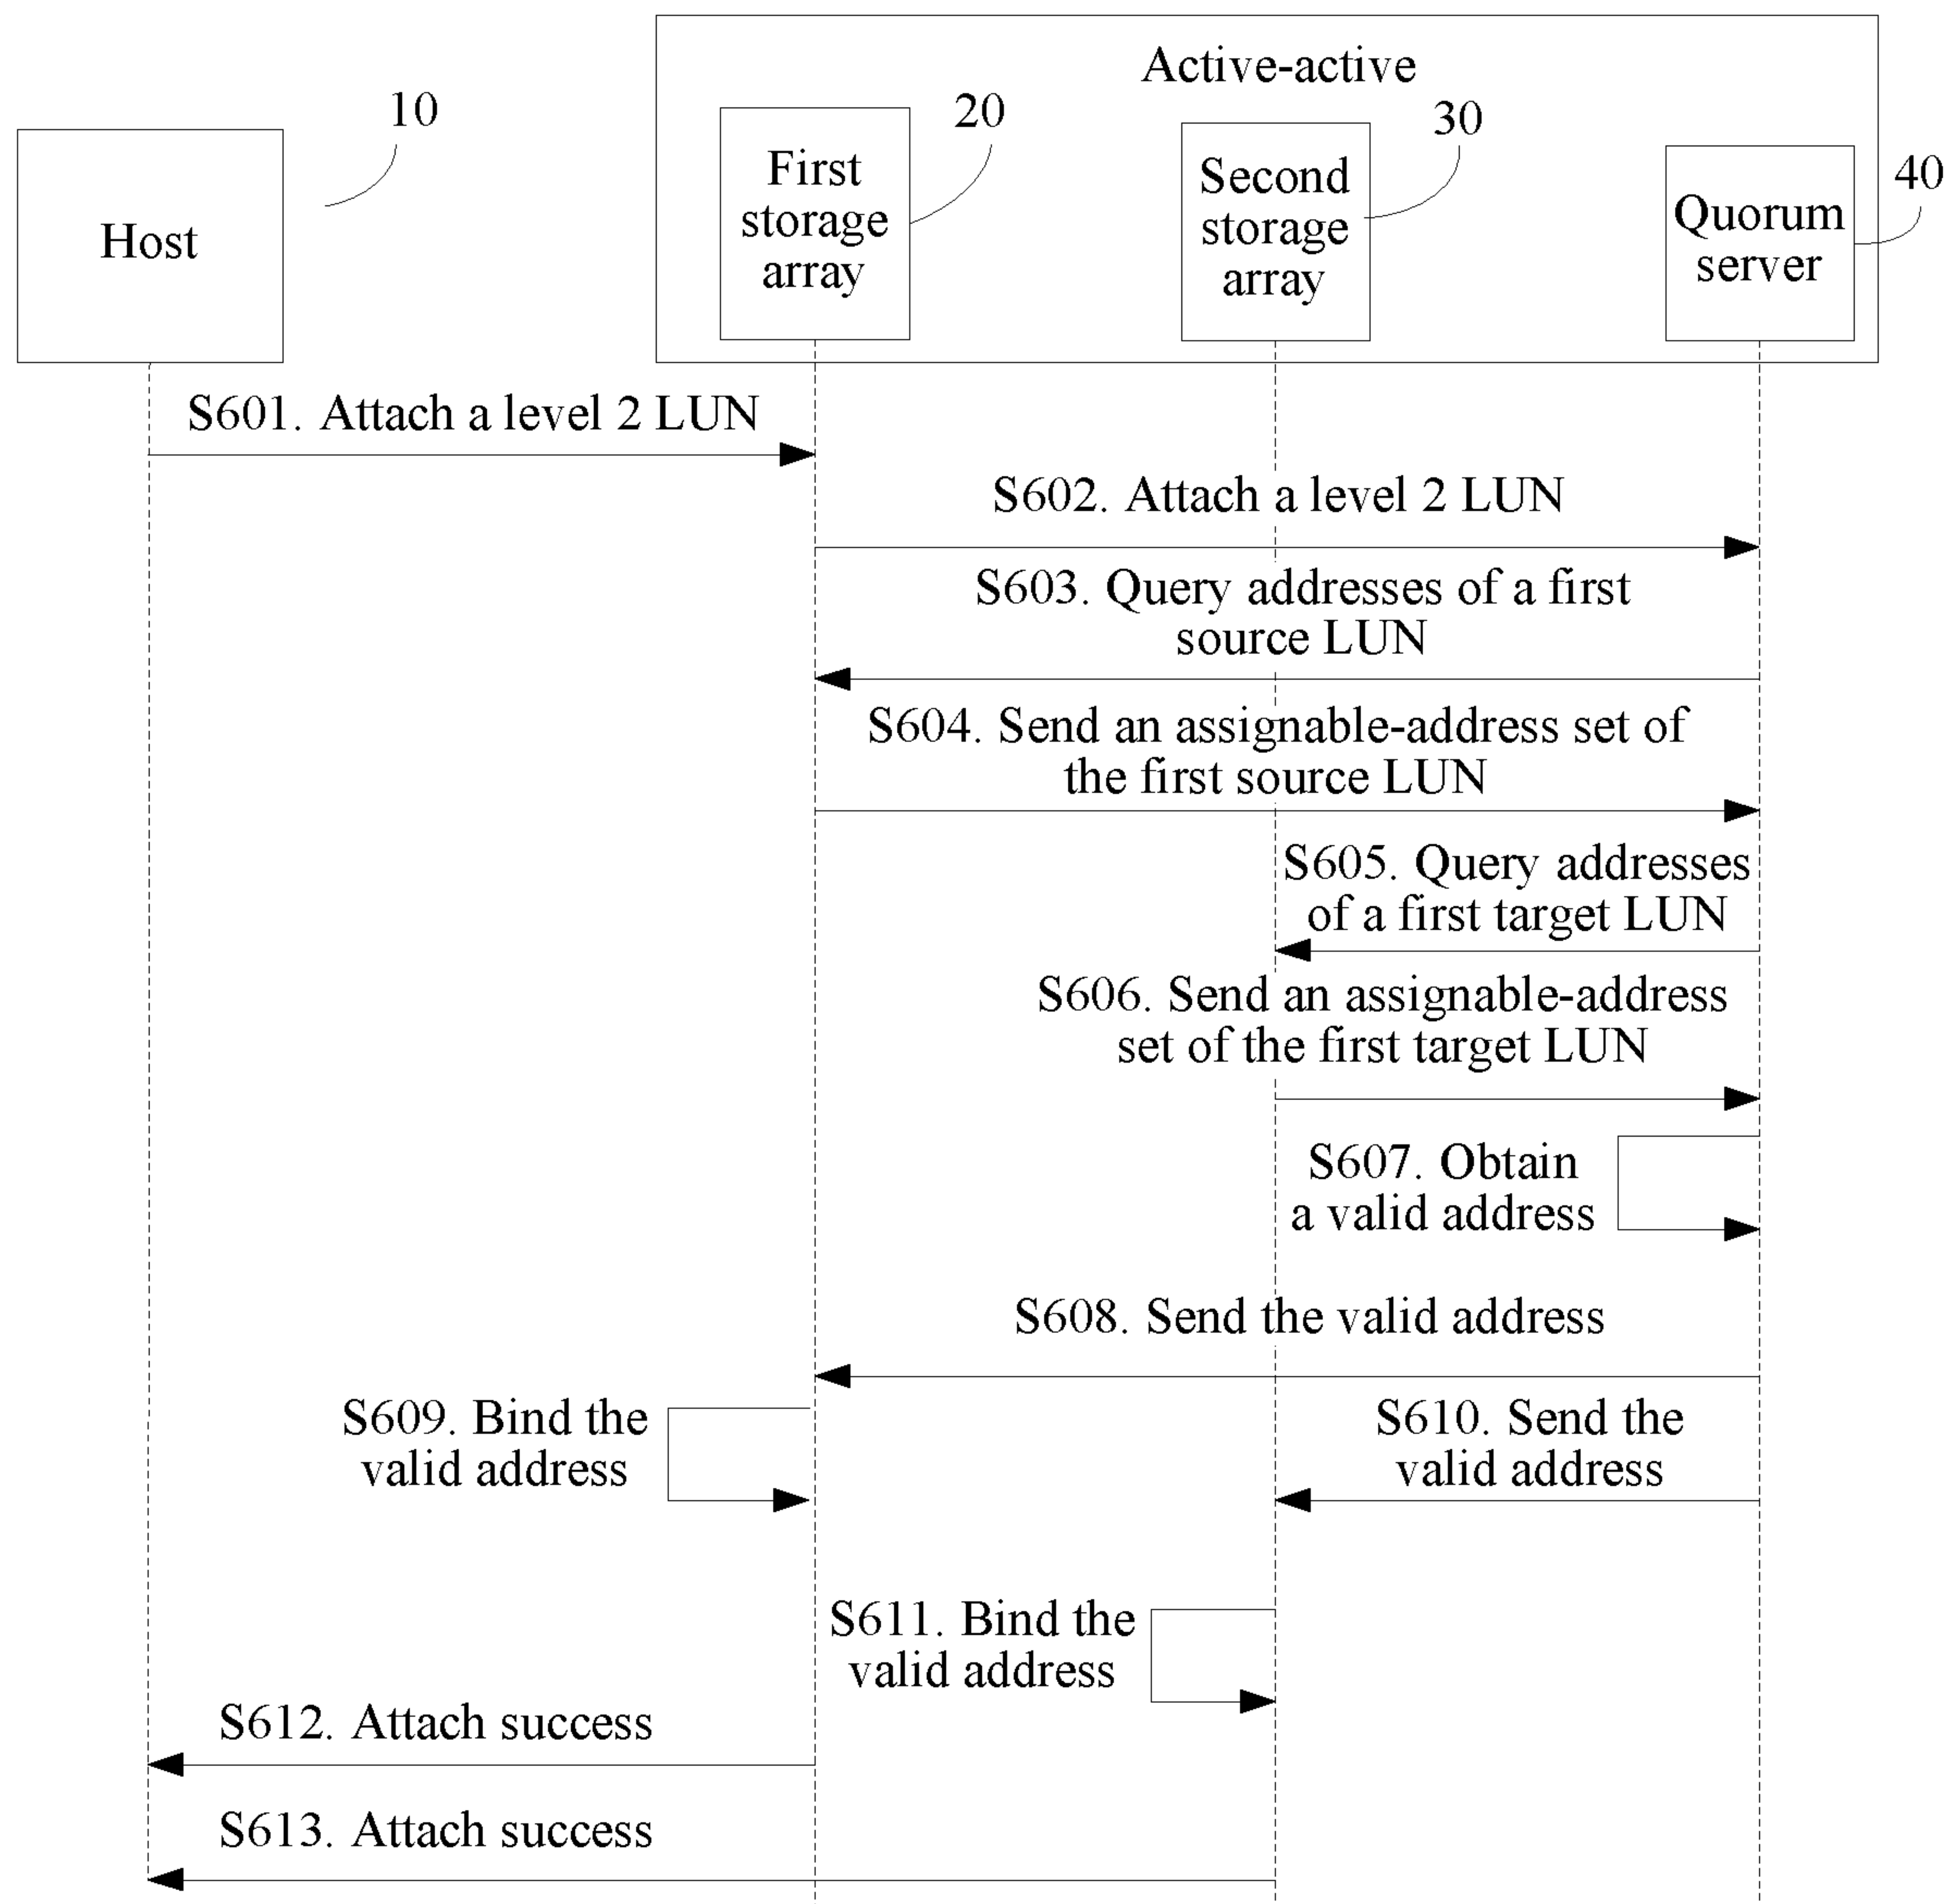 Active-active
10
20
30
40
Host
First
storage
array
Second
storage
array
Quorum
server
S601. Attach a level 2 LUN
S602. Attach a level 2 LUN
S603. Query addresses of a first
source LUN
S604. Send an assignable-address set of
the first source LUN
S605. Query addresses
of a first target LUN
S606. Send an assignable-address
set of the first target LUN
S607. Obtain
a valid address
S608. Send the valid address
S609. Bind the
valid address
S610. Send the
valid address
S611. Bind the
valid address
S612. Attach success
S613. Attach success